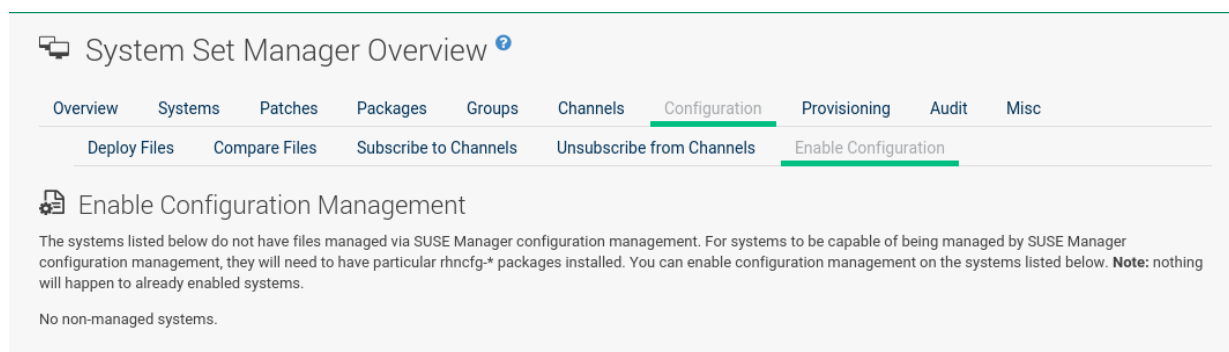 System Set Manager Overview ?
Overview Systems Patches Packages Groups Channels Configuration Provisioning Audit Misc
Deploy Files Compare Files Subscribe to Channels Unsubscribe from Channels Enable Configuration
Enable Configuration Management
The systems listed below do not have files managed via SUSE Manager configuration management. For systems to be capable of being managed by SUSE Manager
configuration management, they will need to have particular rhncfg-* packages installed. You can enable configuration management on the systems listed below. Note: nothing
will happen to already enabled systems.
No non-managed systems.